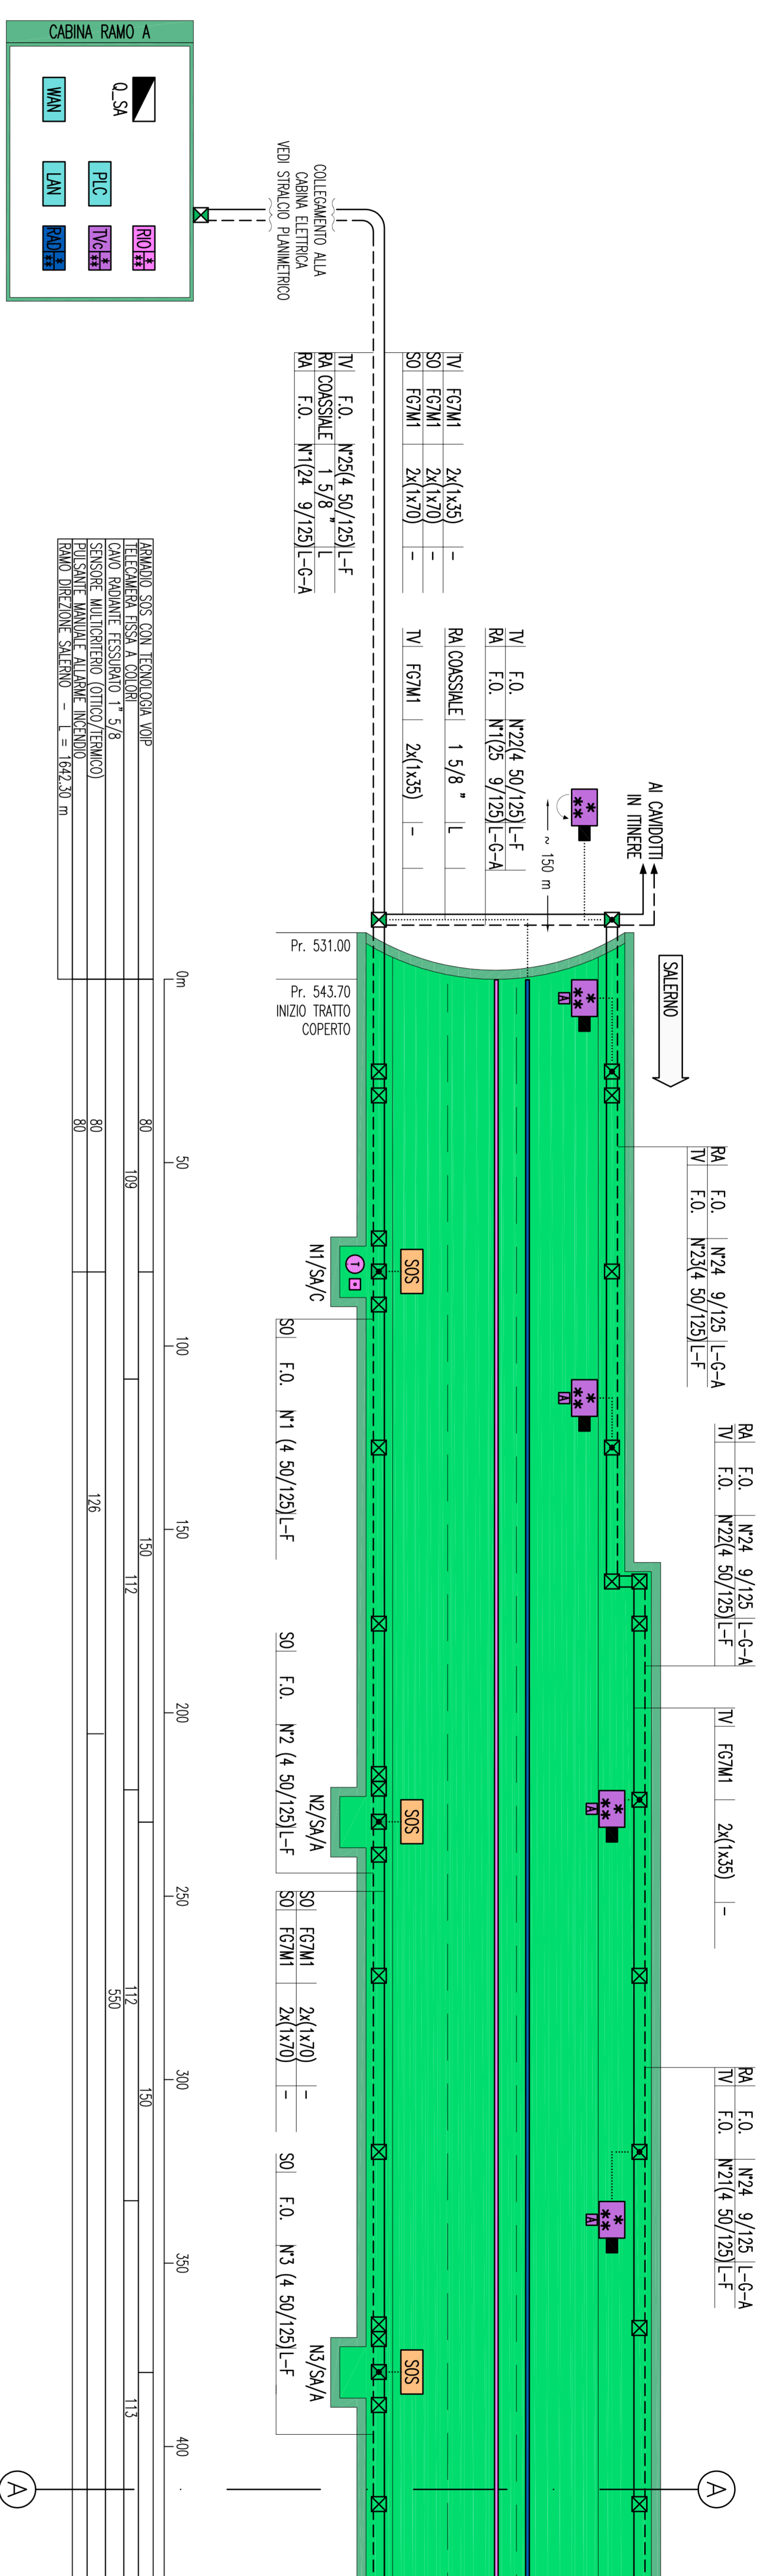 CABINA RAMO A
Q_SA
WAN
PLC
LAN
RIO * **
TVc * **
RAD * **
COLLEGAMENTO ALLA
CABINA ELETTRICA
VEDI STRALCIO PLANIMETRICO
TV FG7M1 2x(1x35) -
SO FG7M1 2x(1x70) -
SO FG7M1 2x(1x70) -
TV F.O. N°25(4 50/125) L-F
RA COASSIALE 1 5/8 " L
RA F.O. N°1(24 9/125) L-G-A
TV F.O. N°22(4 50/125) L-F
RA F.O. N°1(25 9/125) L-G-A
RA COASSIALE 1 5/8 " L
TV FG7M1 2x(1x35) -
AI CAVIDOTTI
IN ITINERE
* **
~ 150 m
SALERNO
Pr. 531.00
Pr. 543.70
INIZIO TRATTO
COPERTO
* ** A
RA F.O. N°24 9/125 L-G-A
TV F.O. N°23(4 50/125) L-F
SOS
T
N1/SA/C
SO F.O. N°1 (4 50/125) L-F
* ** A
RA F.O. N°24 9/125 L-G-A
TV F.O. N°22(4 50/125) L-F
TV FG7M1 2x(1x35) -
* ** A
SOS
N2/SA/A
SO F.O. N°2 (4 50/125) L-F
SO FG7M1 2x(1x70) -
SO FG7M1 2x(1x70) -
RA F.O. N°24 9/125 L-G-A
TV F.O. N°21(4 50/125) L-F
* ** A
SOS
N3/SA/A
SO F.O. N°3 (4 50/125) L-F
A
A
0m 50 100 150 200 250 300 350 400
ARMADIO SOS CON TECNOLOGIA VOIP 80 150 150
TELECAMERA FISSA A COLORI 109 112 112 113
CAVO RADIANTE FESSURATO 1" 5/8 550
SENSORE MULTICRITERIO (OTTICO/TERMICO) 80 126
PULSANTE MANUALE ALLARME INCENDIO 80
RAMO DIREZIONE SALERNO - L = 1642.30 m